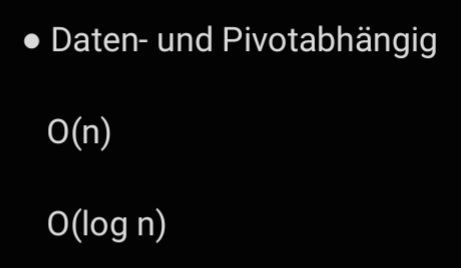 ● Daten- und Pivotabhängig
O(n)
O(log n)